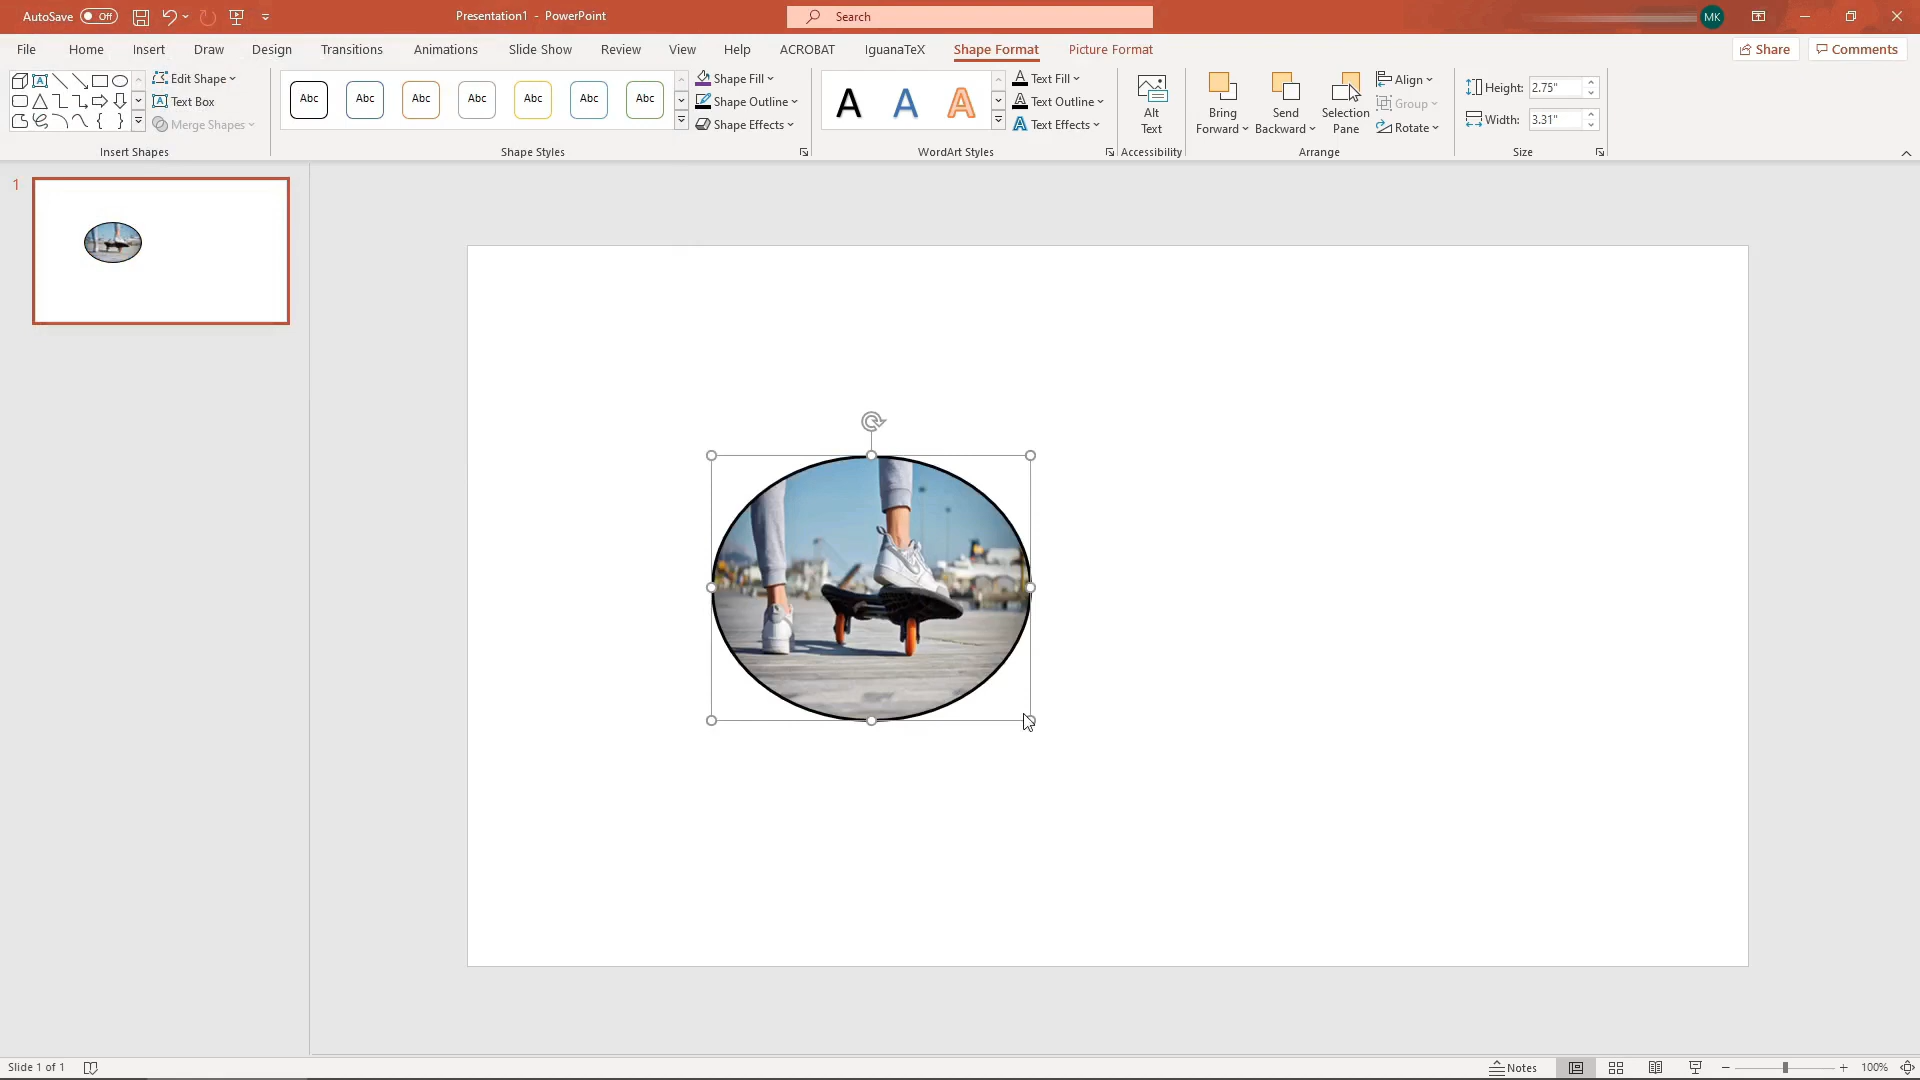 AutoSave Off Presentation1 - PowerPoint Search MK
File Home Insert Draw Design Transitions Animations Slide Show Review View Help ACROBAT IguanaTeX Shape Format Picture Format Share Comments
Edit Shape
Text Box
Merge Shapes
Insert Shapes
Abc Abc Abc Abc Abc Abc Abc
Shape Fill
Shape Outline
Shape Effects
Shape Styles
A A A
Text Fill
Text Outline
Text Effects
WordArt Styles
Alt
Text
Accessibility
Bring
Forward
Send
Backward
Selection
Pane
Align
Group
Rotate
Arrange
Height: 2.75"
Width: 3.31"
Size
1
Slide 1 of 1 Notes 100%